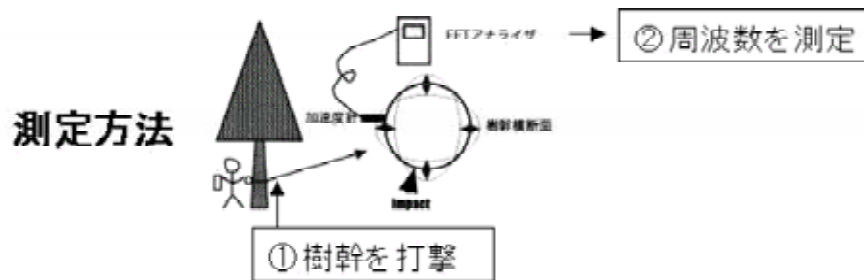 FFTアナライザ
②周波数を測定
測定方法
加速度計
樹幹横断面
Impact
①樹幹を打撃